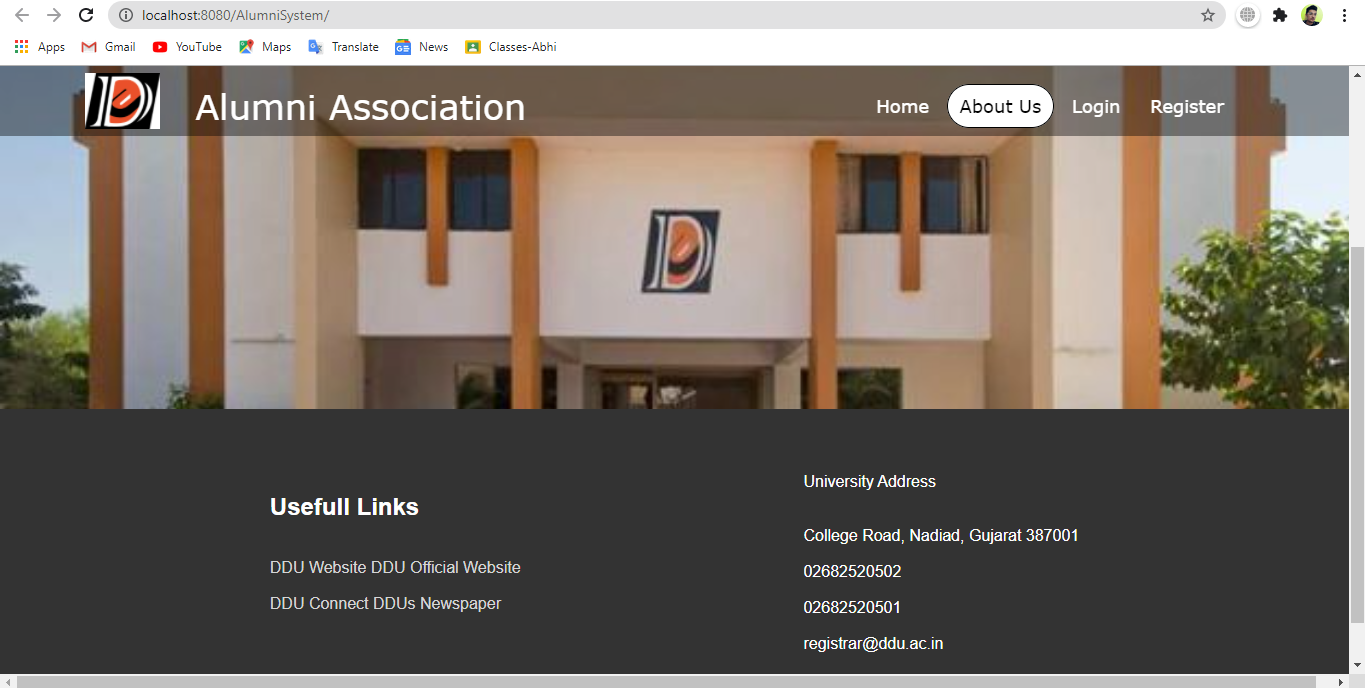 localhost:8080/AlumniSystem/
Apps Gmail YouTube Maps Translate News Classes-Abhi
Alumni Association Home About Us Login Register
Usefull Links
DDU Website DDU Official Website
DDU Connect DDUs Newspaper
University Address
College Road, Nadiad, Gujarat 387001
02682520502
02682520501
registrar@ddu.ac.in